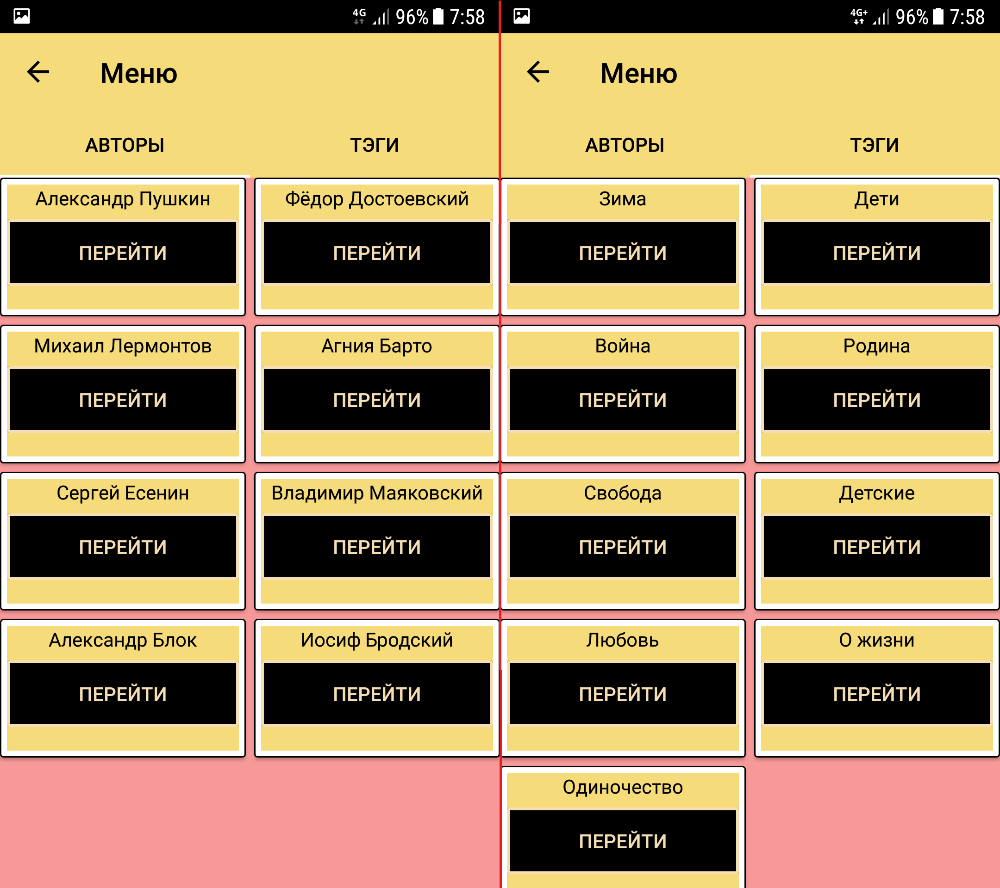 4G 96% 7:58
Меню
АВТОРЫ ТЭГИ
Александр Пушкин Фёдор Достоевский
ПЕРЕЙТИ ПЕРЕЙТИ
Михаил Лермонтов Агния Барто
ПЕРЕЙТИ ПЕРЕЙТИ
Сергей Есенин Владимир Маяковский
ПЕРЕЙТИ ПЕРЕЙТИ
Александр Блок Иосиф Бродский
ПЕРЕЙТИ ПЕРЕЙТИ
4G+ 96% 7:58
Меню
АВТОРЫ ТЭГИ
Зима Дети
ПЕРЕЙТИ ПЕРЕЙТИ
Война Родина
ПЕРЕЙТИ ПЕРЕЙТИ
Свобода Детские
ПЕРЕЙТИ ПЕРЕЙТИ
Любовь О жизни
ПЕРЕЙТИ ПЕРЕЙТИ
Одиночество
ПЕРЕЙТИ